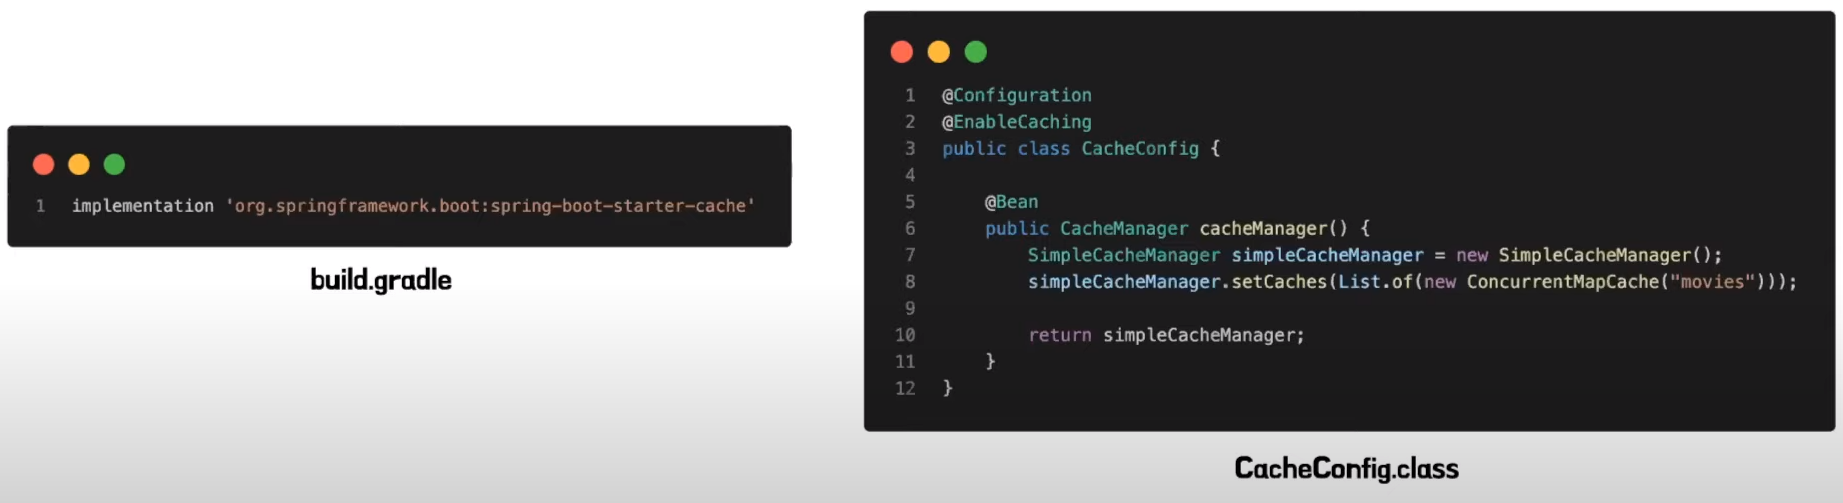 1 implementation 'org.springframework.boot:spring-boot-starter-cache'
build.gradle
1 @Configuration
2 @EnableCaching
3 public class CacheConfig {
4
5     @Bean
6     public CacheManager cacheManager() {
7         SimpleCacheManager simpleCacheManager = new SimpleCacheManager();
8         simpleCacheManager.setCaches(List.of(new ConcurrentMapCache("movies")));
9
10         return simpleCacheManager;
11     }
12 }
CacheConfig.class